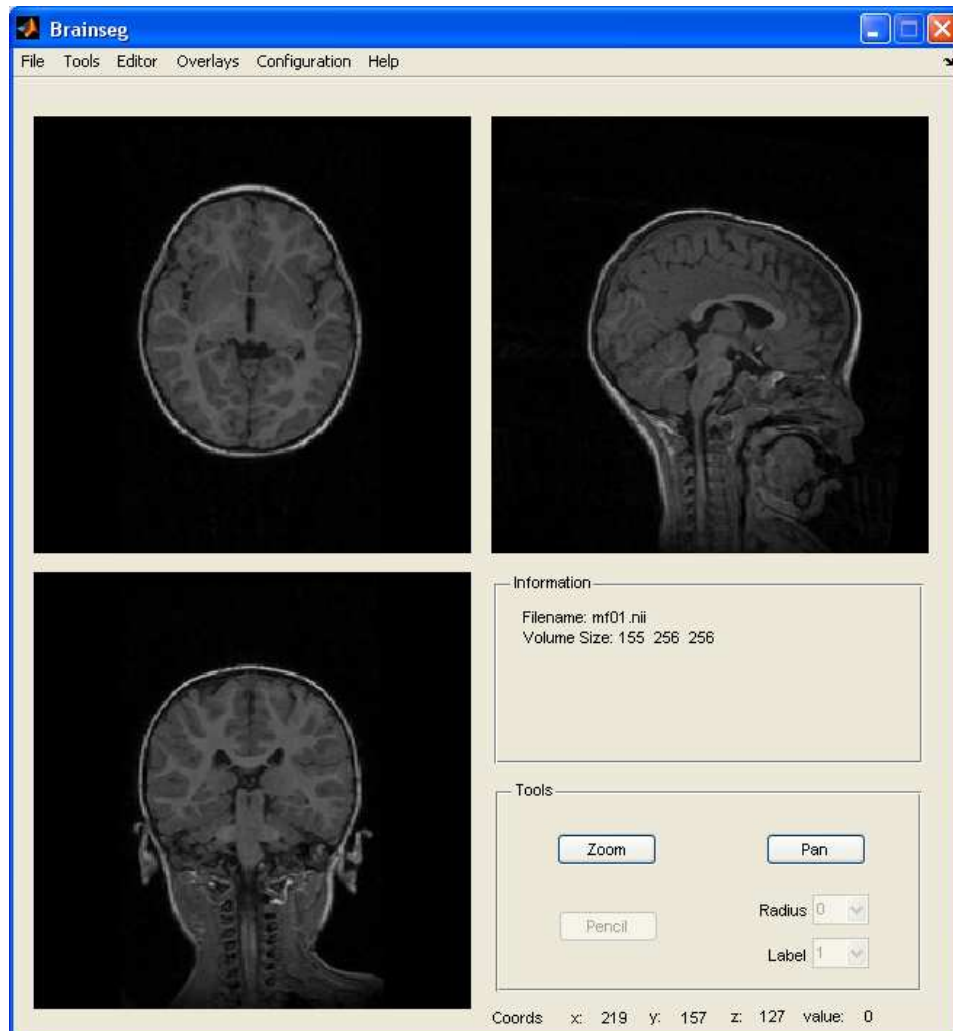 Brainseg
File Tools Editor Overlays Configuration Help
Information
Filename: mf01.nii
Volume Size: 155 256 256
Tools
Zoom Pan
Pencil Radius 0
Label 1
Coords x: 219 y: 157 z: 127 value: 0